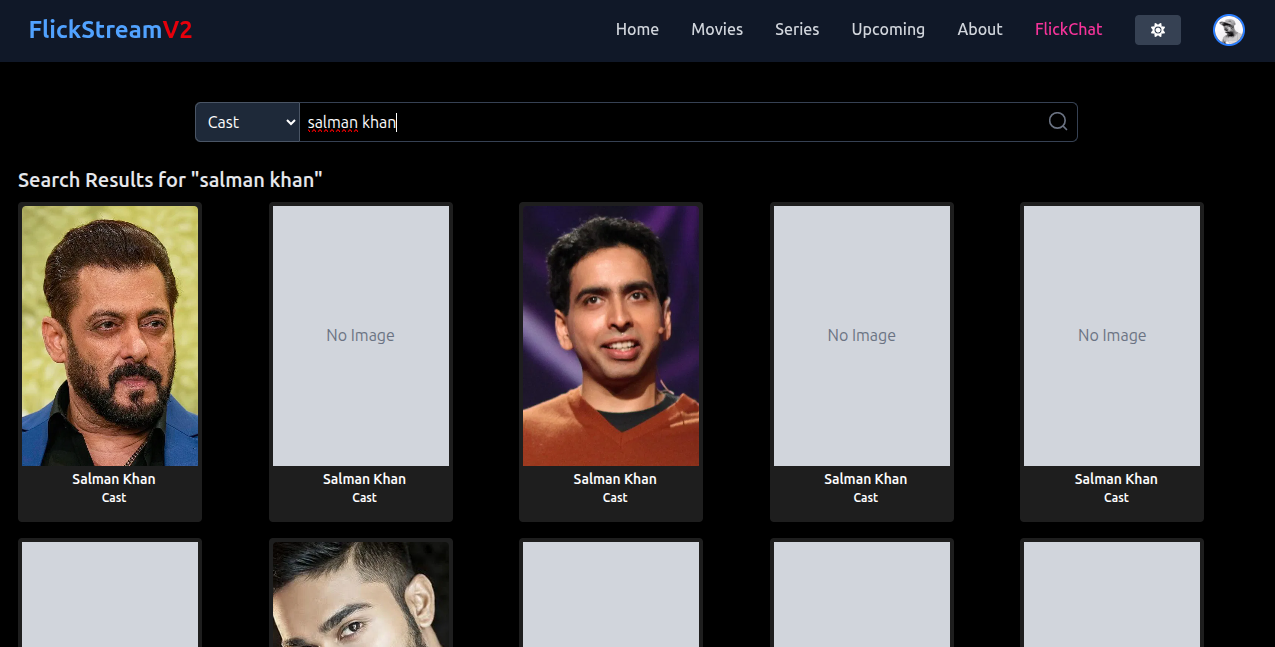 FlickStreamV2
Home Movies Series Upcoming About FlickChat
Cast salman khan
Search Results for "salman khan"
No Image No Image No Image
Salman Khan Salman Khan Salman Khan Salman Khan Salman Khan
Cast Cast Cast Cast Cast